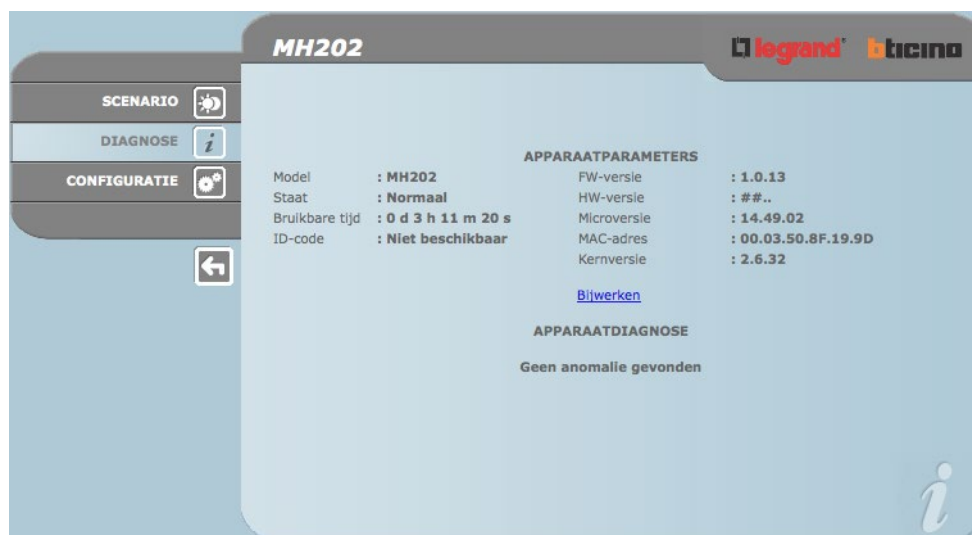 MH202
legrand
bticino
SCENARIO
DIAGNOSE
CONFIGURATIE
APPARAATPARAMETERS
Model : MH202 FW-versie : 1.0.13
Staat : Normaal HW-versie : ##..
Bruikbare tijd : 0 d 3 h 11 m 20 s Microversie : 14.49.02
ID-code : Niet beschikbaar MAC-adres : 00.03.50.8F.19.9D
Kernversie : 2.6.32
Bijwerken
APPARAATDIAGNOSE
Geen anomalie gevonden